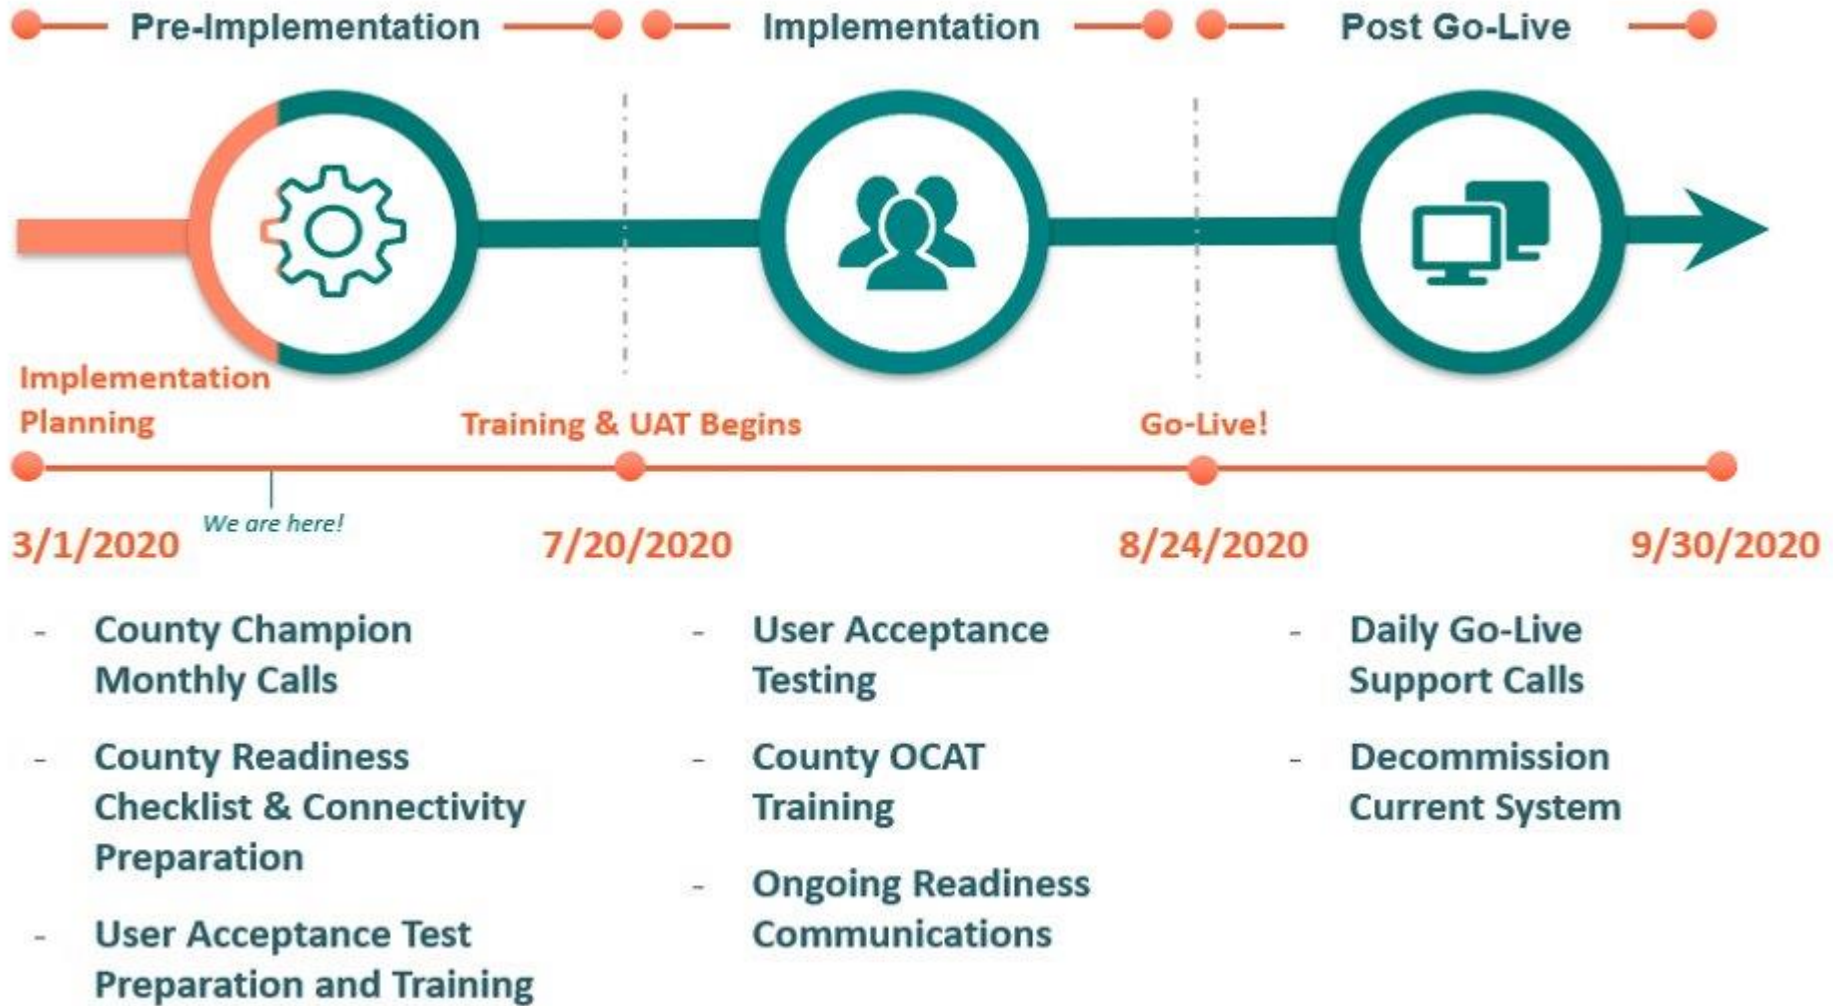 Pre-Implementation
Implementation
Post Go-Live
Implementation
Planning
Training & UAT Begins
Go-Live!
We are here!
3/1/2020
7/20/2020
8/24/2020
9/30/2020
- County Champion
Monthly Calls
- County Readiness
Checklist & Connectivity
Preparation
- User Acceptance Test
Preparation and Training
- User Acceptance
Testing
- County OCAT
Training
- Ongoing Readiness
Communications
- Daily Go-Live
Support Calls
- Decommission
Current System